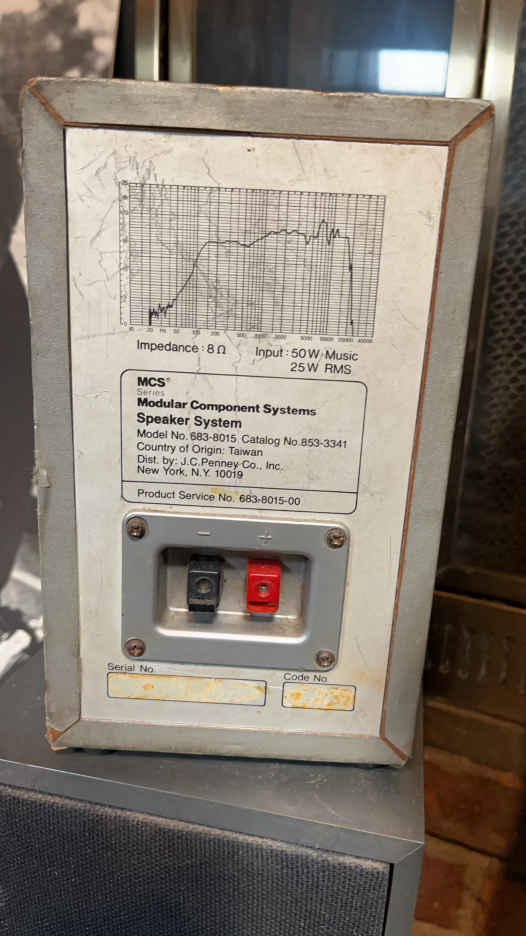 Impedance : 8 Ω Input : 50 W Music
25 W RMS
MCS®
Series
Modular Component Systems
Speaker System
Model No. 683-8015 Catalog No. 853-3341
Country of Origin: Taiwan
Dist. by: J.C. Penney Co., Inc.
New York, N.Y. 10019
Product Service No. 683-8015-00
− +
Serial No.
Code No.